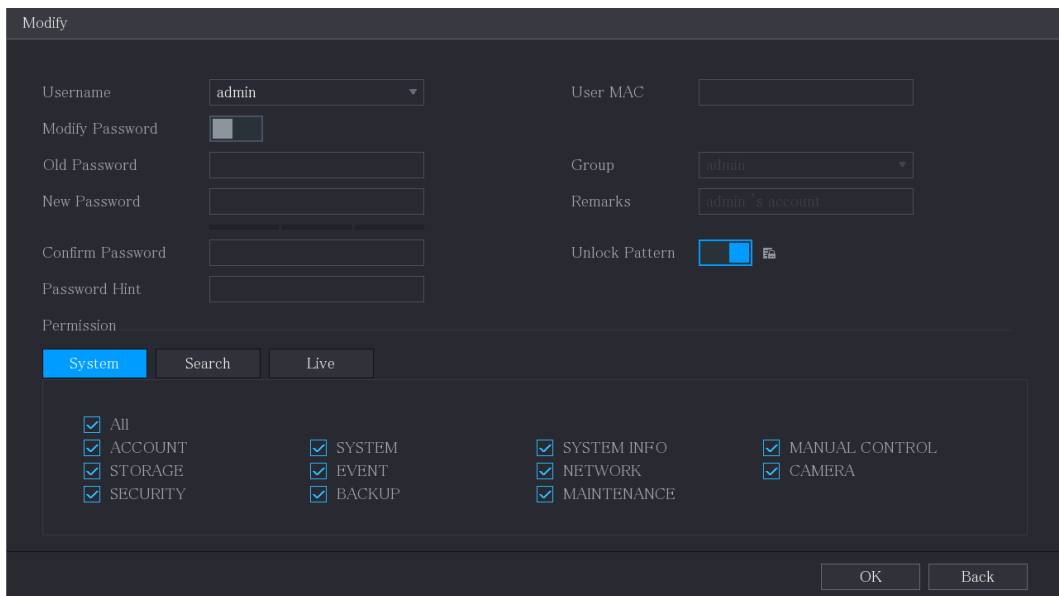 Modify
Username admin User MAC
Modify Password
Old Password Group admin
New Password Remarks admin 's account
Confirm Password Unlock Pattern
Password Hint
Permission
System Search Live
All
ACCOUNT SYSTEM SYSTEM INFO MANUAL CONTROL
STORAGE EVENT NETWORK CAMERA
SECURITY BACKUP MAINTENANCE
OK Back